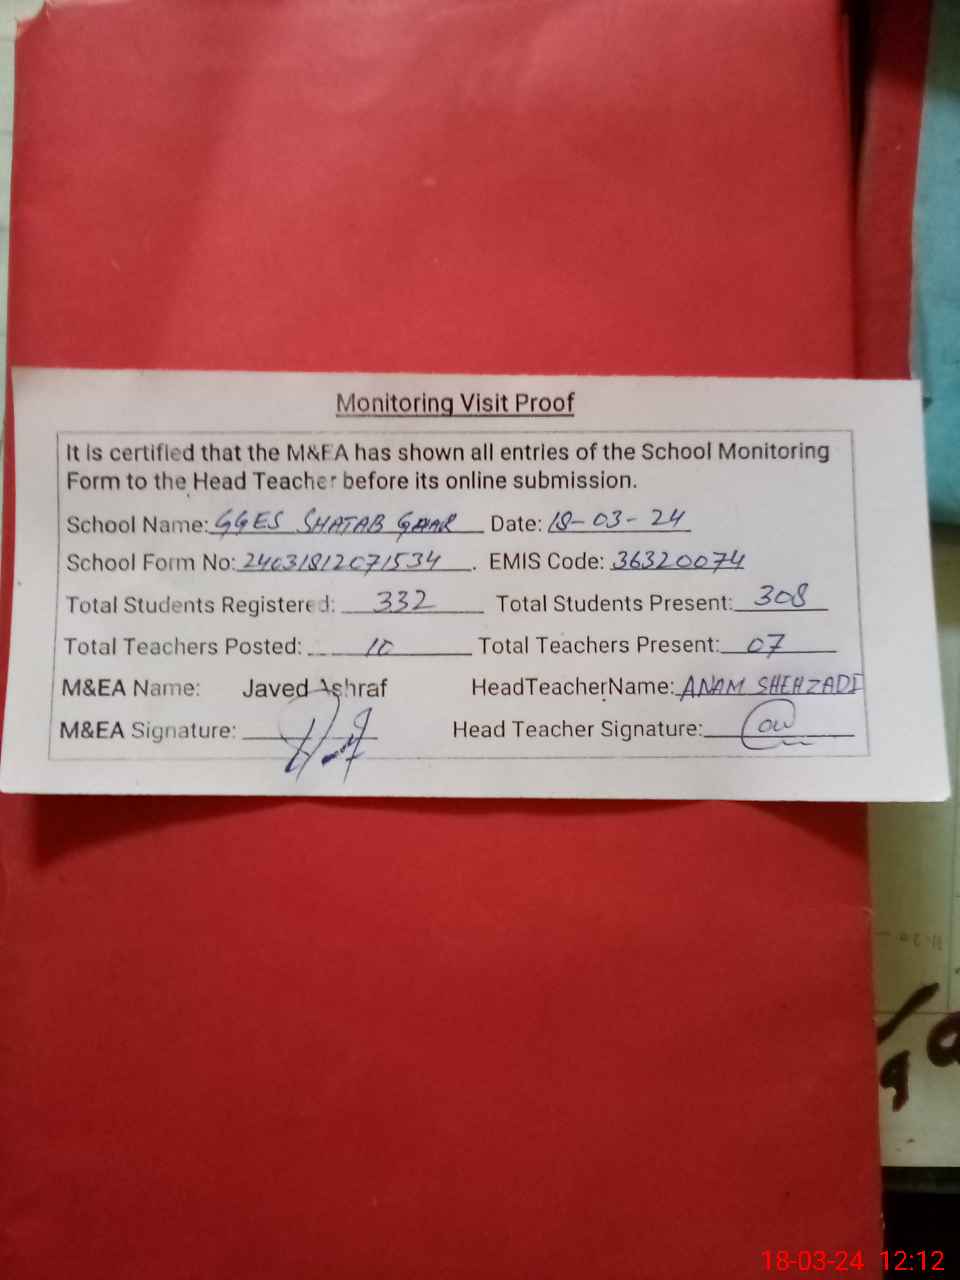 Monitoring Visit Proof
It is certified that the M&EA has shown all entries of the School Monitoring
Form to the Head Teacher before its online submission.
School Name: GGES SHATAB GHAR Date: 18-03-24
School Form No: 24031812071534. EMIS Code: 36320074
Total Students Registered: 332 Total Students Present: 308
Total Teachers Posted: 10 Total Teachers Present: 07
M&EA Name: Javed Ashraf HeadTeacherName: ANAM SHEHZADI
M&EA Signature: Head Teacher Signature:
18-03-24 12:12